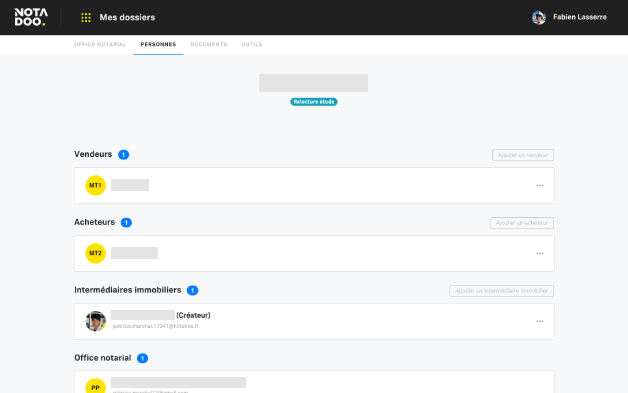 NOTA
DOO.
Mes dossiers
Fabien Lasserre
OFFICE NOTARIAL
PERSONNES
DOCUMENTS
OUTILS
Relecture étude
Vendeurs 1
Ajouter un vendeur
MT1
Acheteurs 1
Ajouter un acheteur
MT2
Intermédiaires immobiliers 1
Ajouter un intermédiaire immobilier
(Créateur)
patricia.marchal.17041@notaires.fr
Office notarial 1
PP